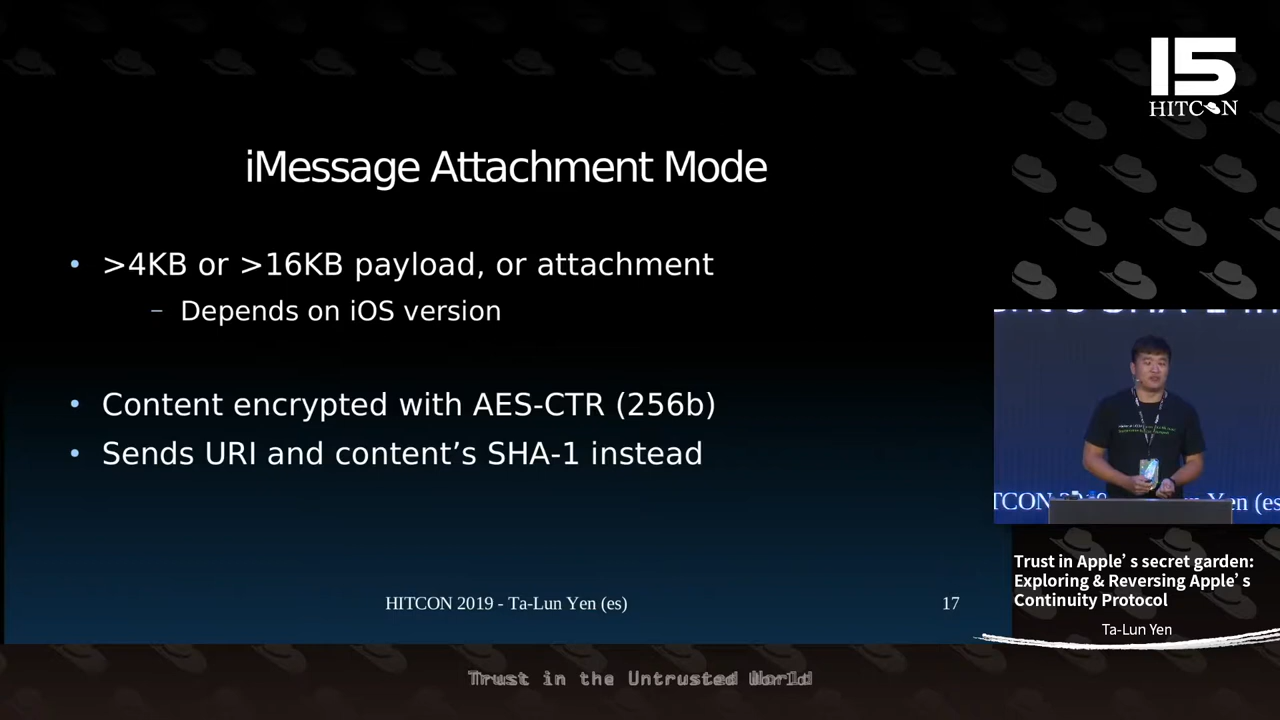 15
HITCON
iMessage Attachment Mode
• >4KB or >16KB payload, or attachment
– Depends on iOS version
• Content encrypted with AES-CTR (256b)
• Sends URI and content’s SHA-1 instead
HITCON 2019 - Ta-Lun Yen (es)
17
Trust in Apple’s secret garden:
Exploring & Reversing Apple’s
Continuity Protocol
Ta-Lun Yen
Trust in the Untrusted World